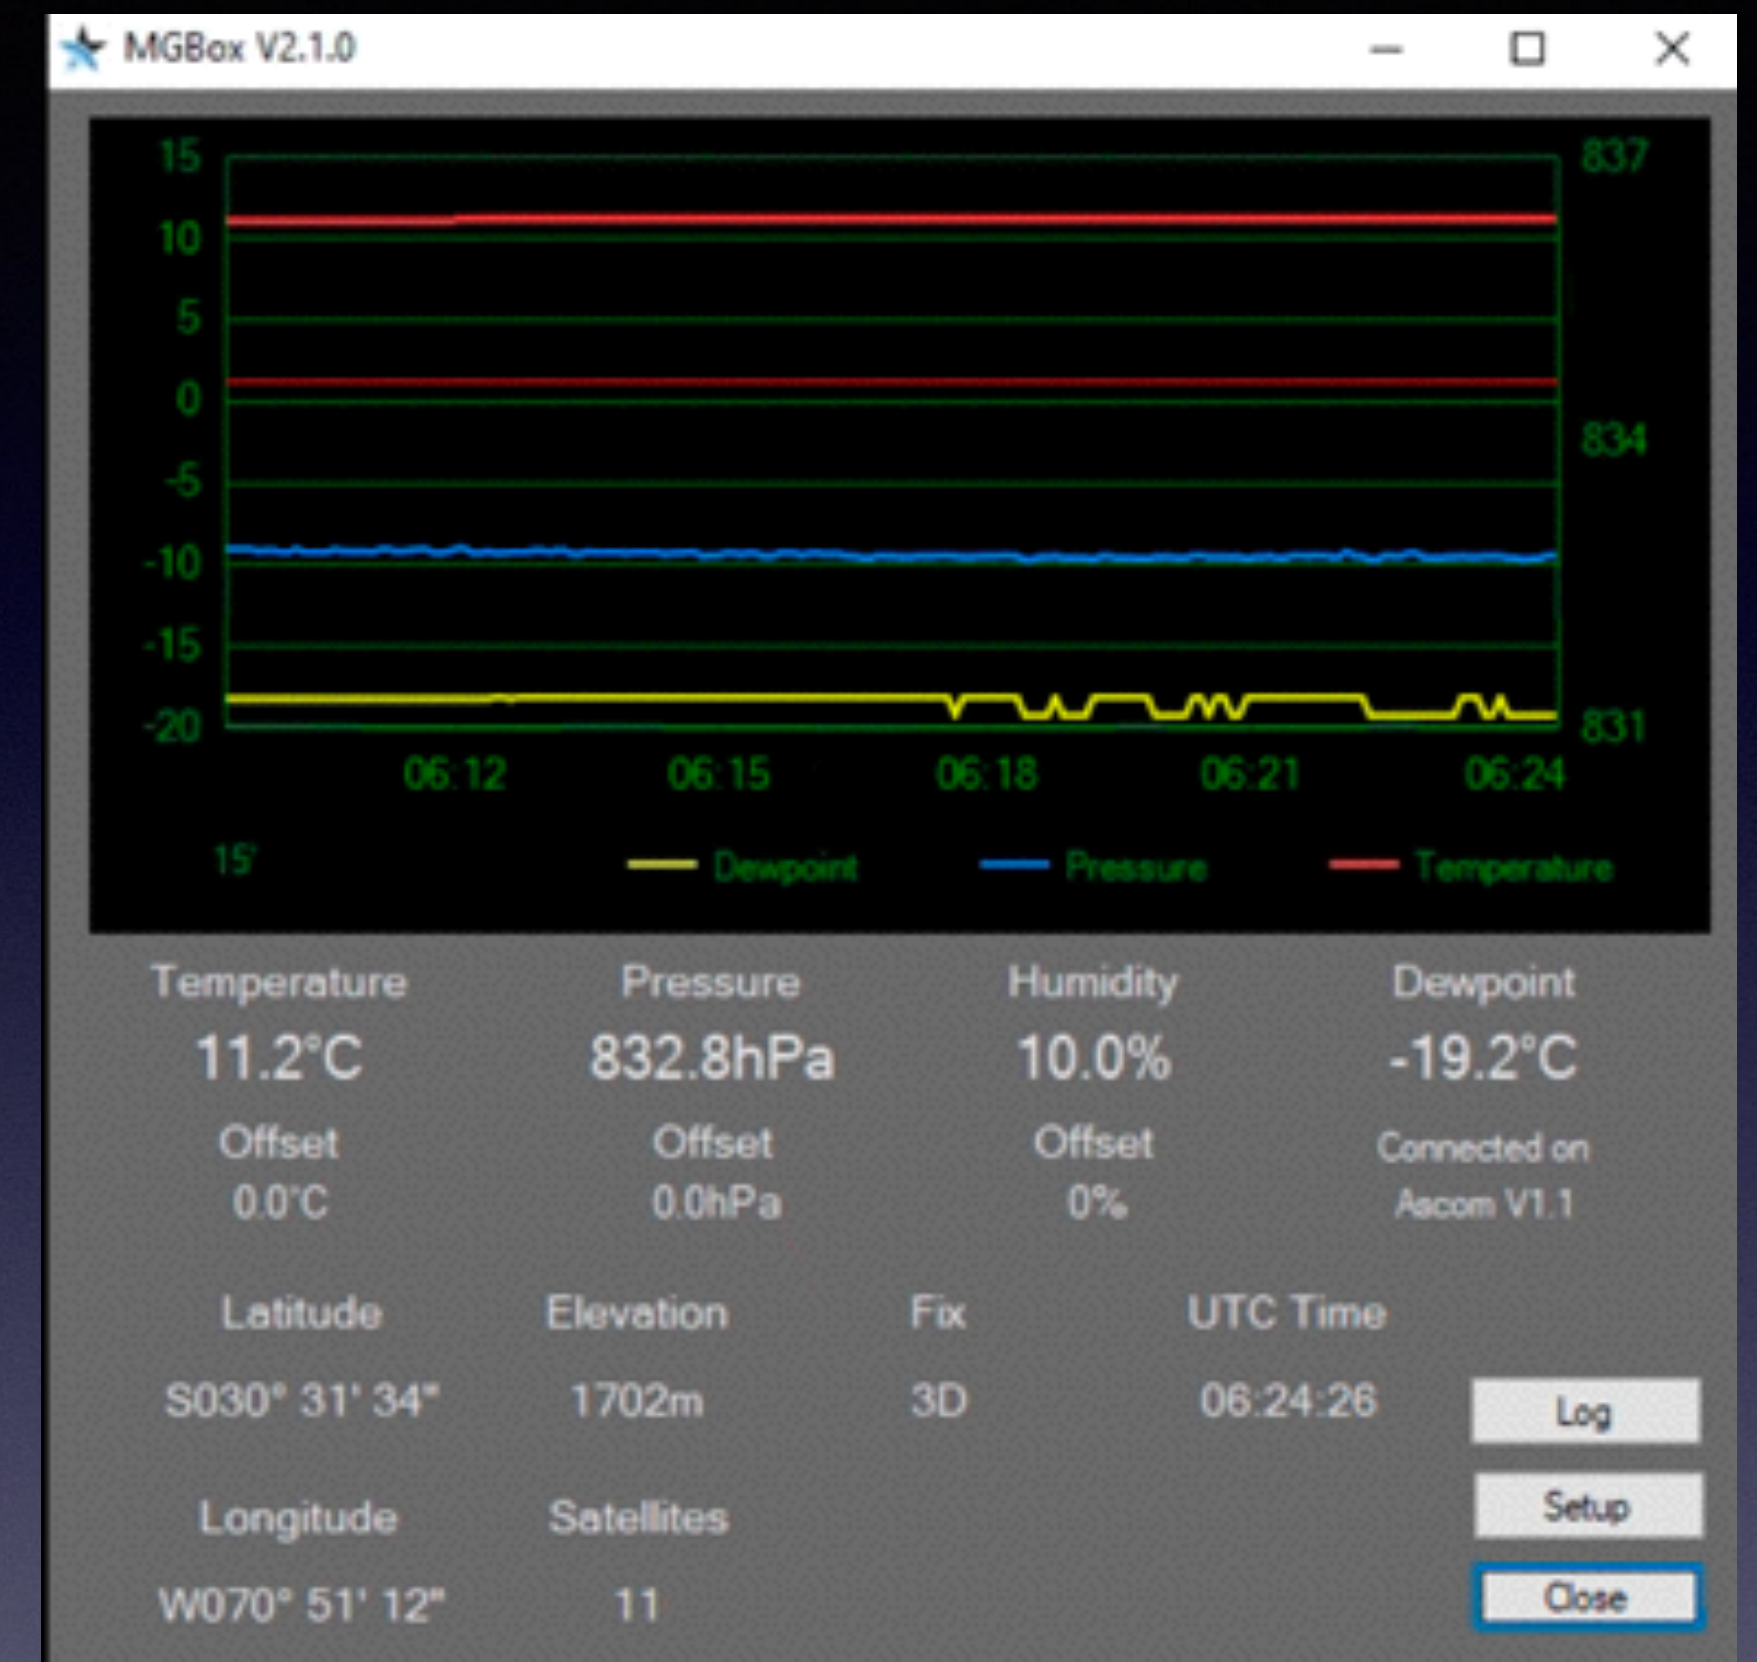 MGBox V2.1.0
15 837
10
5
0
834
-5
-10
-15
-20 831
06:12 06:15 06:18 06:21 06:24
15' Dewpoint Pressure Temperature
Temperature Pressure Humidity Dewpoint
11.2°C 832.8hPa 10.0% -19.2°C
Offset Offset Offset Connected on
0.0°C 0.0hPa 0% Ascom V1.1
Latitude Elevation Fix UTC Time
S030° 31' 34" 1702m 3D 06:24:26
Log
Setup
Longitude Satellites
W070° 51' 12" 11
Close